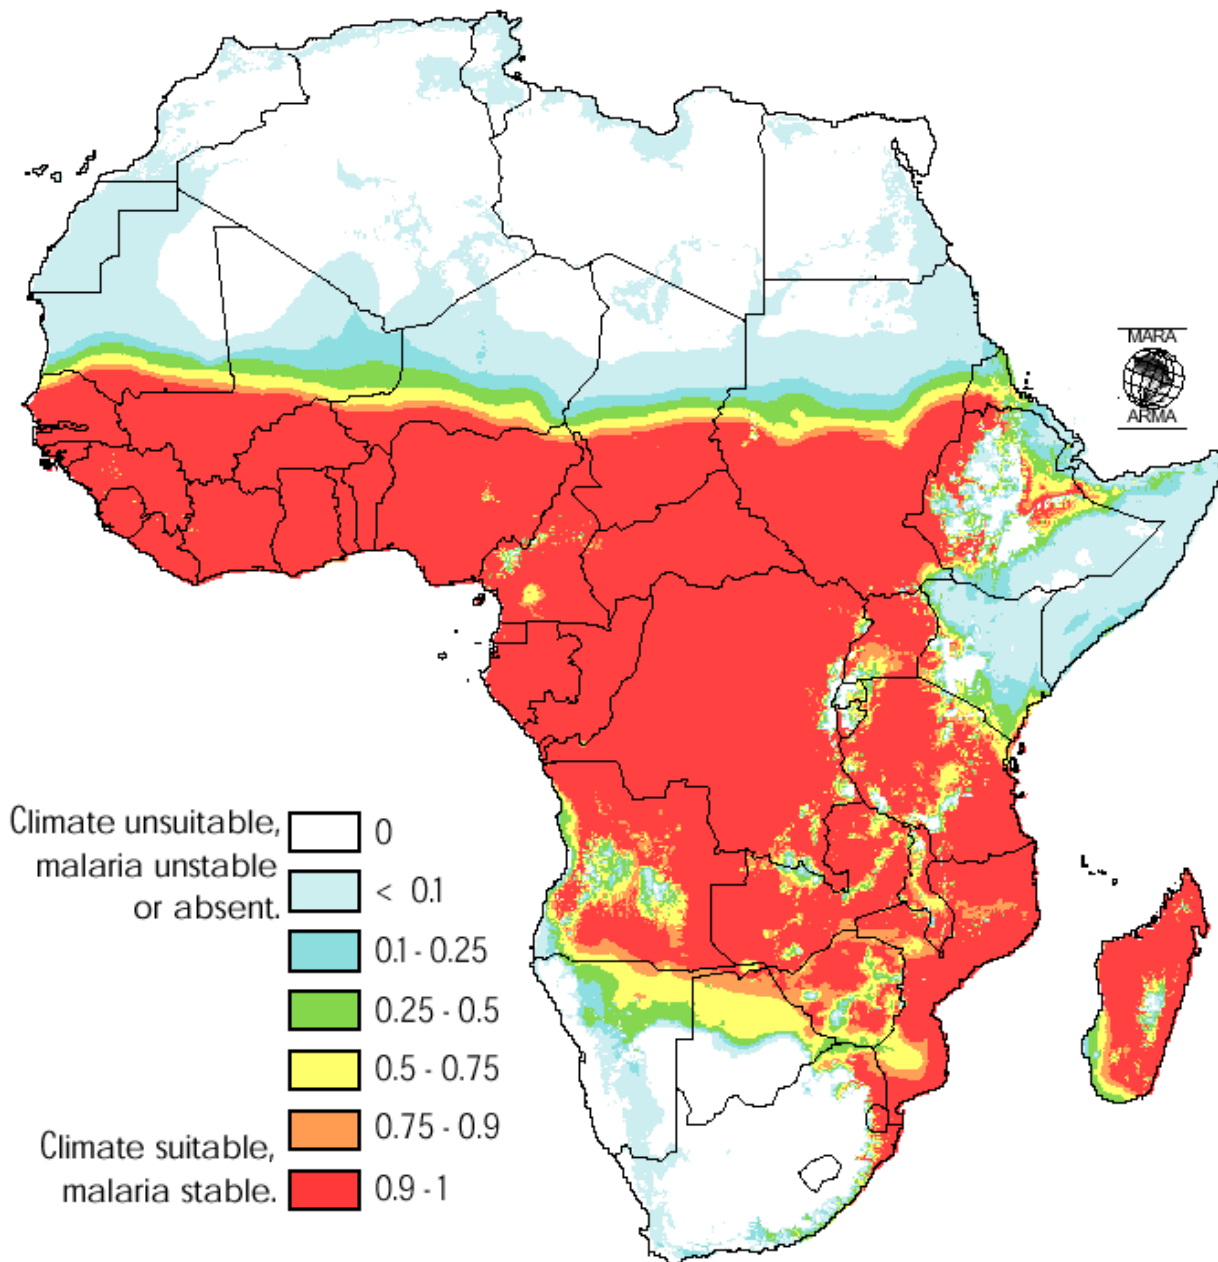 MARA
ARMA
Climate unsuitable,
malaria unstable
or absent.
0
< 0.1
0.1 - 0.25
0.25 - 0.5
0.5 - 0.75
0.75 - 0.9
Climate suitable,
malaria stable.
0.9 - 1